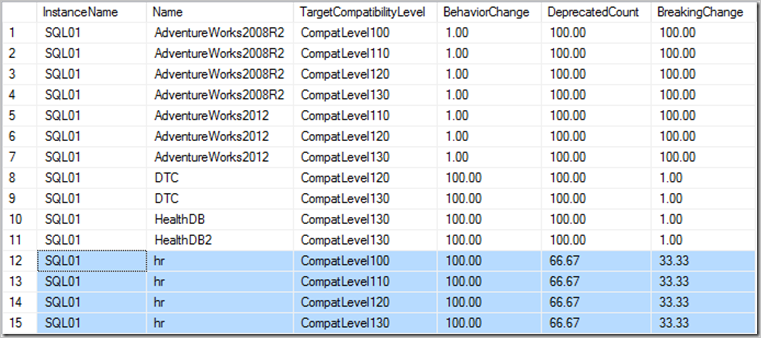 InstanceName Name TargetCompatibilityLevel BehaviorChange DeprecatedCount BreakingChange
1 SQL01 AdventureWorks2008R2 CompatLevel100 1.00 100.00 100.00
2 SQL01 AdventureWorks2008R2 CompatLevel110 1.00 100.00 100.00
3 SQL01 AdventureWorks2008R2 CompatLevel120 1.00 100.00 100.00
4 SQL01 AdventureWorks2008R2 CompatLevel130 1.00 100.00 100.00
5 SQL01 AdventureWorks2012 CompatLevel110 1.00 100.00 100.00
6 SQL01 AdventureWorks2012 CompatLevel120 1.00 100.00 100.00
7 SQL01 AdventureWorks2012 CompatLevel130 1.00 100.00 100.00
8 SQL01 DTC CompatLevel120 100.00 100.00 1.00
9 SQL01 DTC CompatLevel130 100.00 100.00 1.00
10 SQL01 HealthDB CompatLevel130 100.00 100.00 1.00
11 SQL01 HealthDB2 CompatLevel130 100.00 100.00 1.00
12 SQL01 hr CompatLevel100 100.00 66.67 33.33
13 SQL01 hr CompatLevel110 100.00 66.67 33.33
14 SQL01 hr CompatLevel120 100.00 66.67 33.33
15 SQL01 hr CompatLevel130 100.00 66.67 33.33